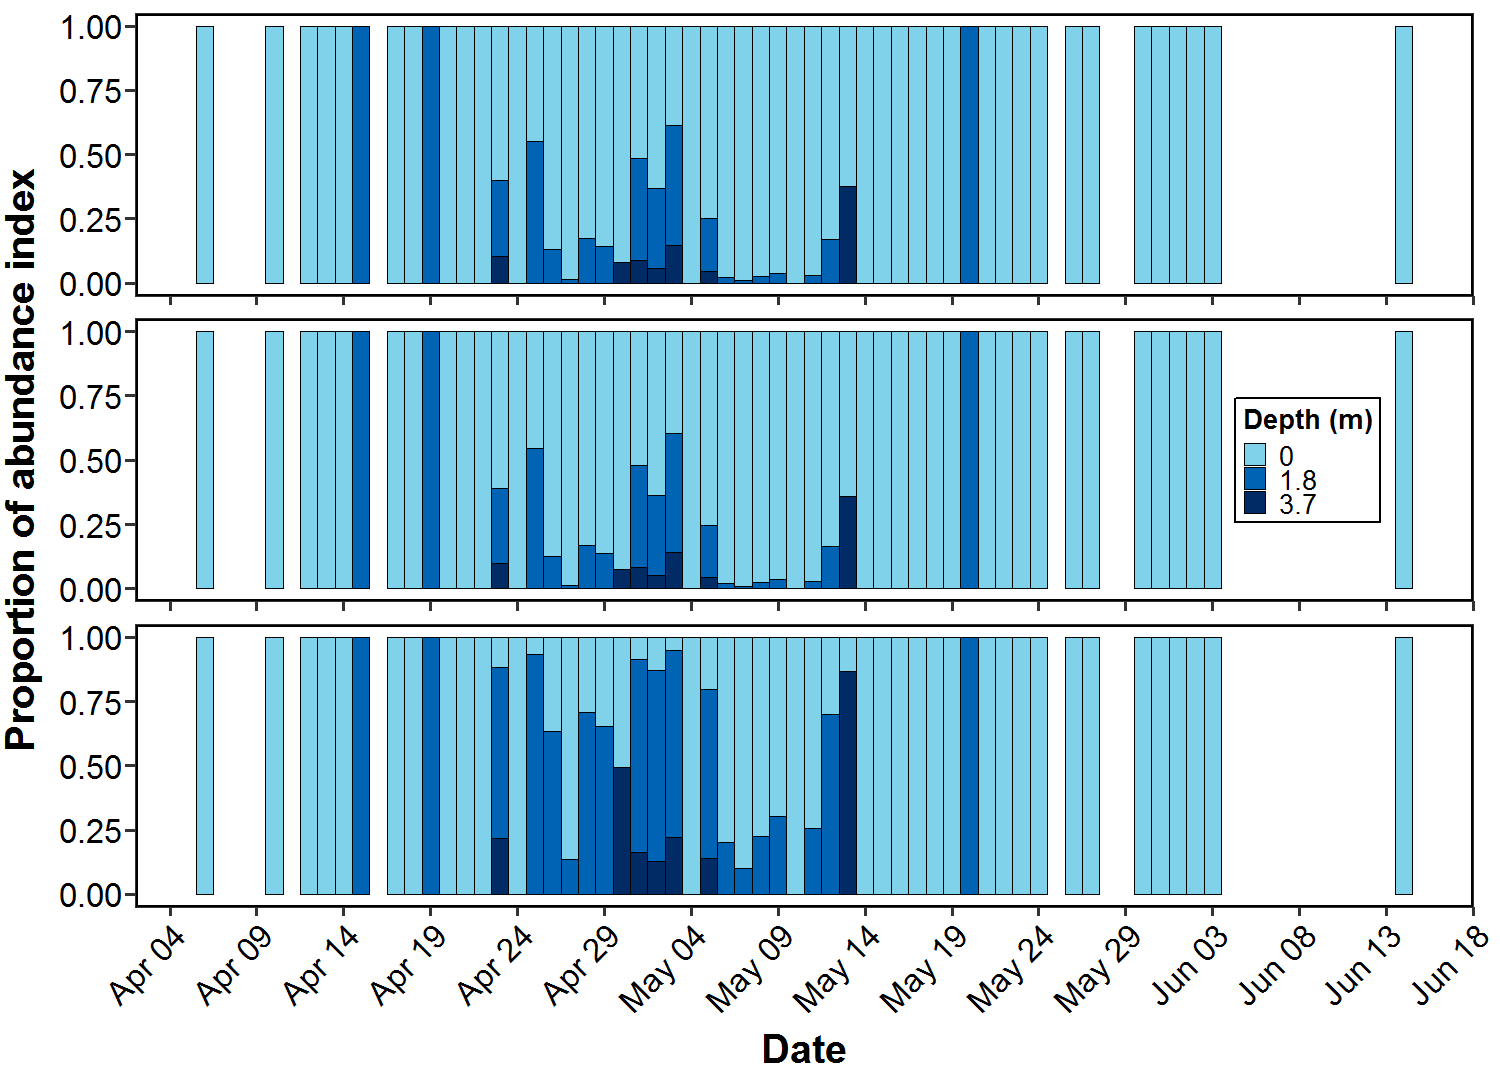 Proportion of abundance index
1.00
0.75
0.50
0.25
0.00
1.00
0.75
0.50
0.25
0.00
Depth (m)
0
1.8
3.7
1.00
0.75
0.50
0.25
0.00
Apr 04
Apr 09
Apr 14
Apr 19
Apr 24
Apr 29
May 04
May 09
May 14
May 19
May 24
May 29
Jun 03
Jun 08
Jun 13
Jun 18
Date